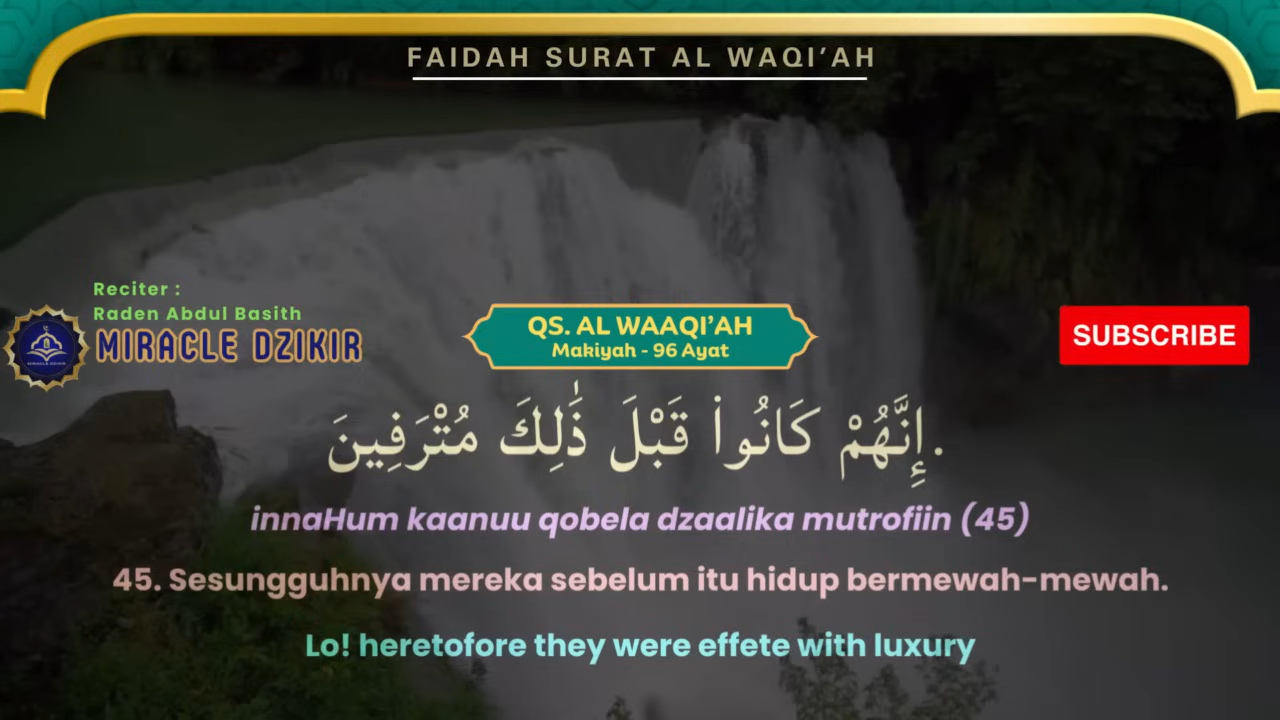 FAIDAH SURAT AL WAQI’AH
Reciter :
Raden Abdul Basith
MIRACLE DZIKIR
QS. AL WAAQI’AH
Makiyah - 96 Ayat
SUBSCRIBE
إِنَّهُمْ كَانُوا۟ قَبْلَ ذَٰلِكَ مُتْرَفِينَ.
innaHum kaanuu qobela dzaalika mutrofiin (45)
45. Sesungguhnya mereka sebelum itu hidup bermewah-mewah.
Lo! heretofore they were effete with luxury